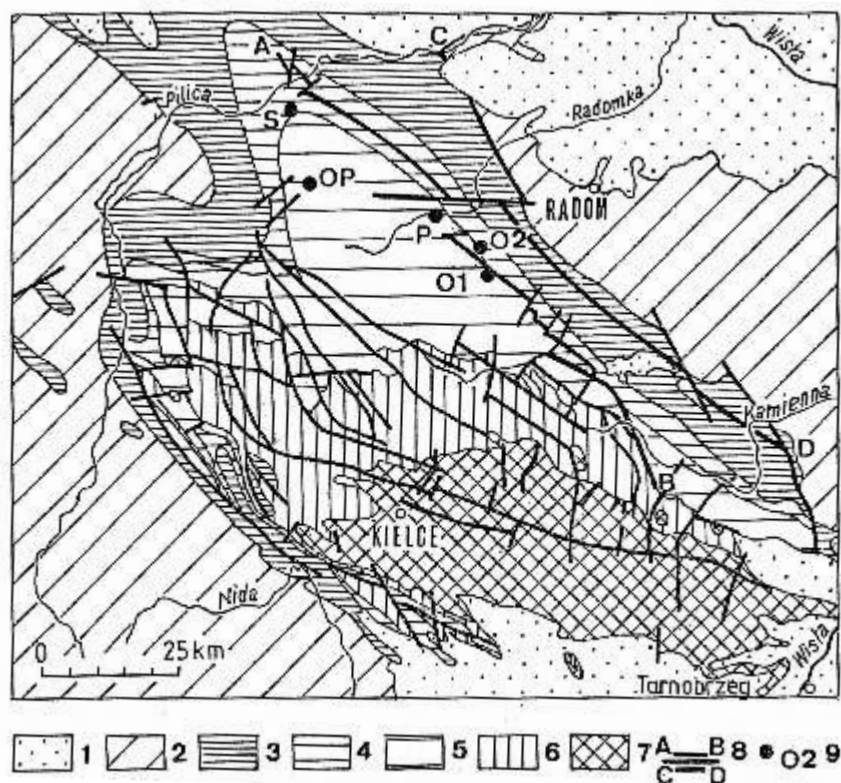 A
C
Wisła
Pilica
Radomka
S
OP
RADOM
P
O2
O1
Kamienna
D
B
KIELCE
Nida
0 25 km
Wisła
Tarnobrzeg
1 2 3 4 5 6 7 A B 8 O2 9
C D